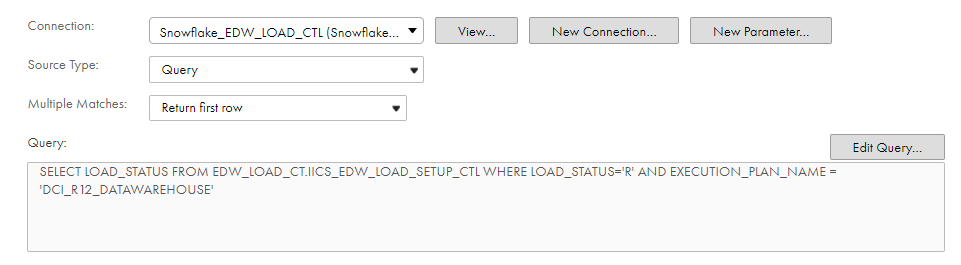 Connection: Snowflake_EDW_LOAD_CTL (Snowflake... View... New Connection... New Parameter...
Source Type: Query
Multiple Matches: Return first row
Query: Edit Query...
SELECT LOAD_STATUS FROM EDW_LOAD_CT.IICS_EDW_LOAD_SETUP_CTL WHERE LOAD_STATUS='R' AND EXECUTION_PLAN_NAME =
'DCI_R12_DATAWAREHOUSE'